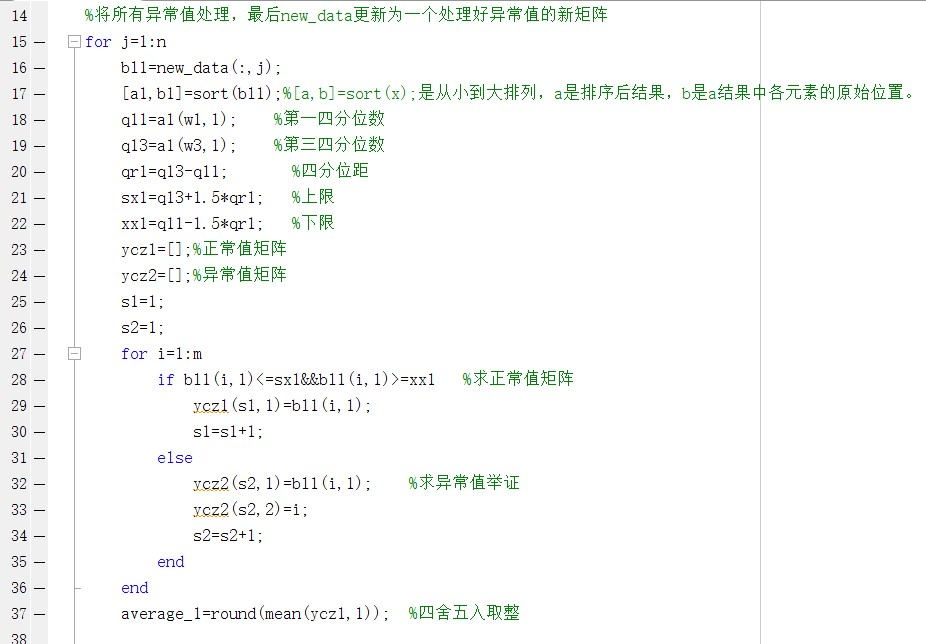 14 %将所有异常值处理，最后new_data更新为一个处理好异常值的新矩阵
15 — for j=1:n
16 — b11=new_data(:,j);
17 — [a1,b1]=sort(b11);%[a,b]=sort(x);是从小到大排列，a是排序后结果，b是a结果中各元素的原始位置。
18 — q11=a1(w1,1); %第一四分位数
19 — q13=a1(w3,1); %第三四分位数
20 — qr1=q13-q11; %四分位距
21 — sx1=q13+1.5*qr1; %上限
22 — xx1=q11-1.5*qr1; %下限
23 — ycz1=[];%正常值矩阵
24 — ycz2=[];%异常值矩阵
25 — s1=1;
26 — s2=1;
27 — for i=1:m
28 — if b11(i,1)<=sx1&&b11(i,1)>=xx1 %求正常值矩阵
29 — ycz1(s1,1)=b11(i,1);
30 — s1=s1+1;
31 — else
32 — ycz2(s2,1)=b11(i,1); %求异常值举证
33 — ycz2(s2,2)=i;
34 — s2=s2+1;
35 — end
36 — end
37 — average_1=round(mean(ycz1,1)); %四舍五入取整
38